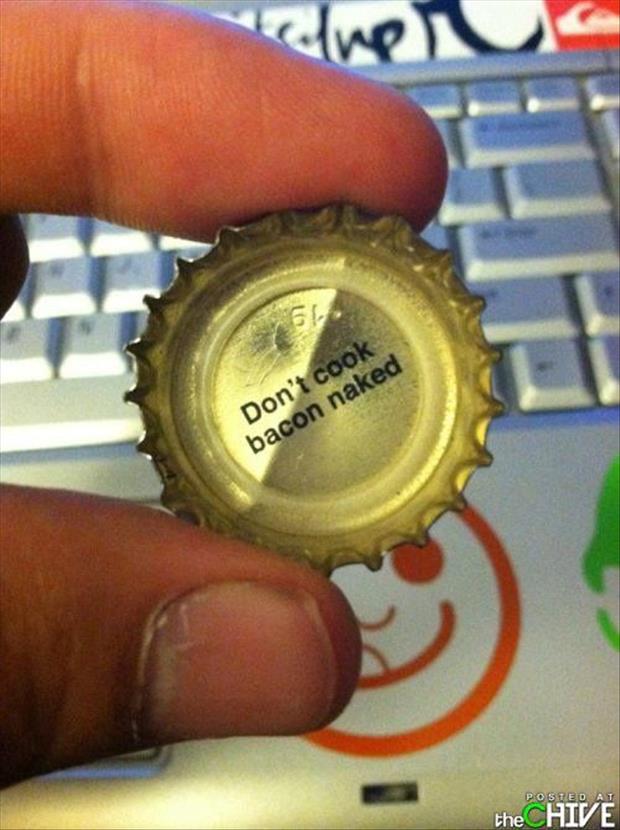 Don't cook
bacon naked
POSTED AT
theCHIVE